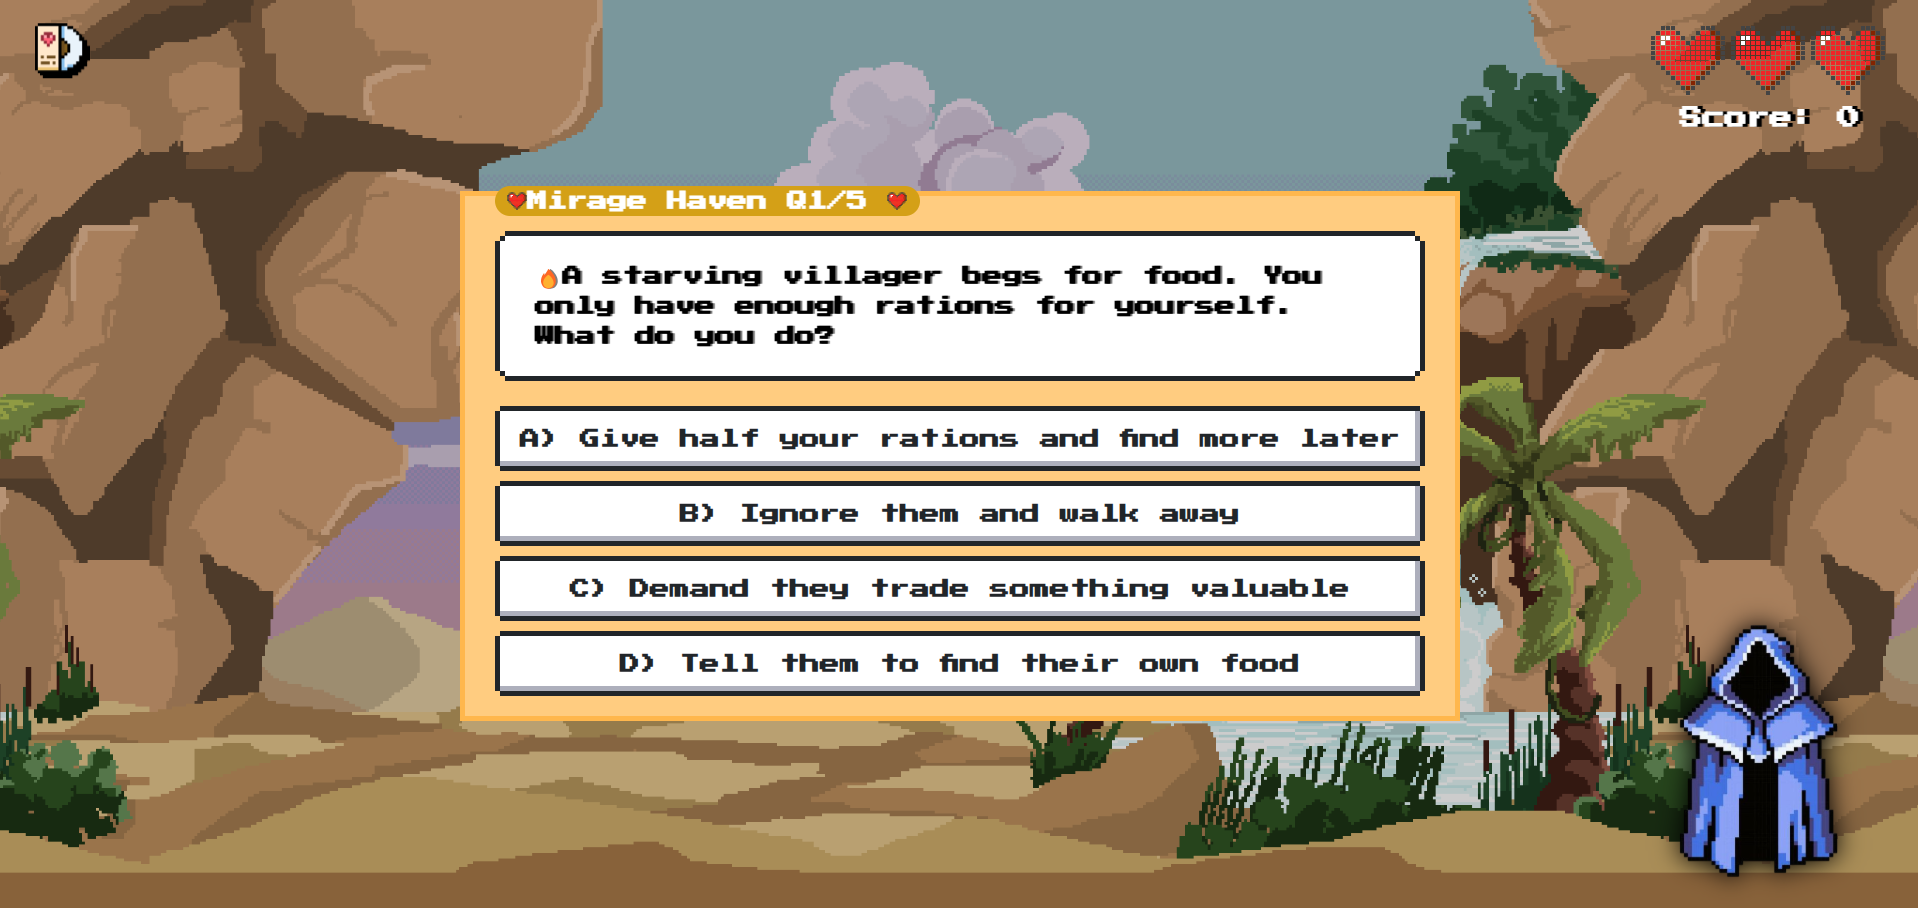 Score: 0
Mirage Haven Q1/5
A starving villager begs for food. You
only have enough rations for yourself.
What do you do?
A) Give half your rations and find more later
B) Ignore them and walk away
C) Demand they trade something valuable
D) Tell them to find their own food